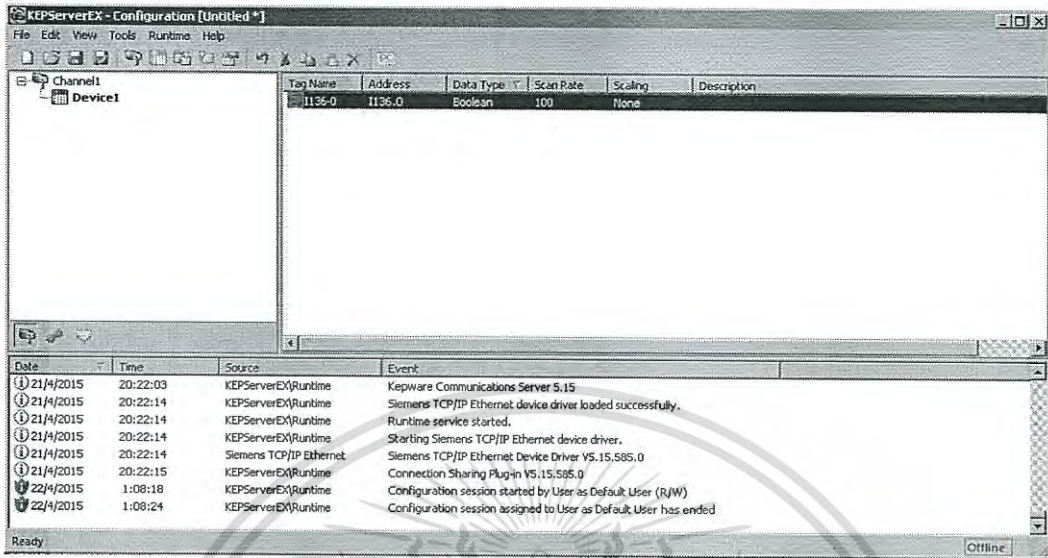 KEPServerEX - Configuration [Untitled *]
File Edit View Tools Runtime Help
Channel1
Device1
Tag Name Address Data Type Scan Rate Scaling Description
I136-0 I136.0 Boolean 100 None
Date Time Source Event
21/4/2015 20:22:03 KEPServerEX\Runtime Kepware Communications Server 5.15
21/4/2015 20:22:14 KEPServerEX\Runtime Siemens TCP/IP Ethernet device driver loaded successfully.
21/4/2015 20:22:14 KEPServerEX\Runtime Runtime service started.
21/4/2015 20:22:14 KEPServerEX\Runtime Starting Siemens TCP/IP Ethernet device driver.
21/4/2015 20:22:14 Siemens TCP/IP Ethernet Siemens TCP/IP Ethernet Device Driver V5.15.585.0
21/4/2015 20:22:15 KEPServerEX\Runtime Connection Sharing Plug-in V5.15.585.0
22/4/2015 1:08:18 KEPServerEX\Runtime Configuration session started by User as Default User (R/W)
22/4/2015 1:08:24 KEPServerEX\Runtime Configuration session assigned to User as Default User has ended
Ready Offline